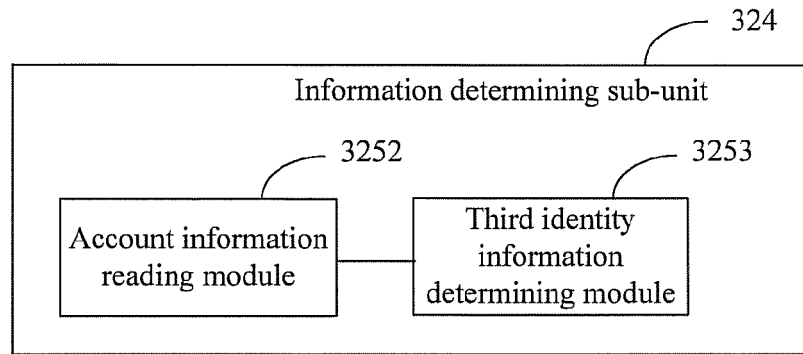 324
Information determining sub-unit
3252
3253
Account information
reading module
Third identity
information
determining module